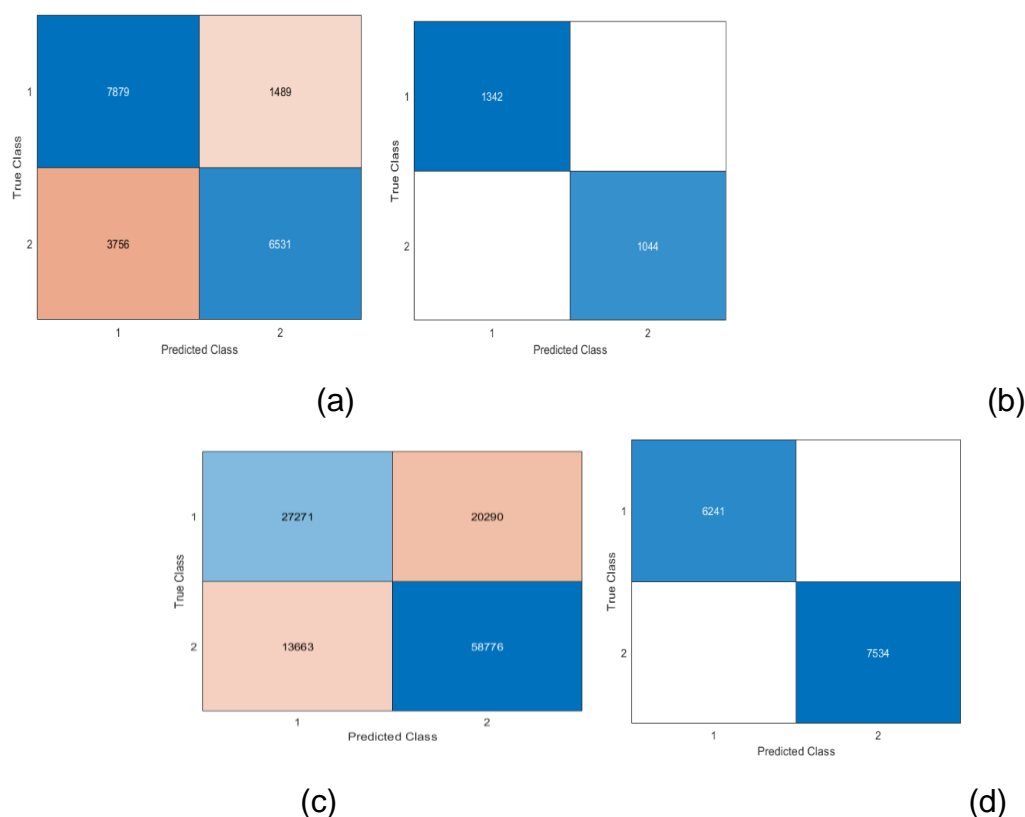 1
7879
1489
2
3756
6531
True Class
1
2
Predicted Class
(a)
1
1342
2
1044
True Class
1
2
Predicted Class
(b)
1
27271
20290
2
13663
58776
True Class
1
2
Predicted Class
(c)
1
6241
2
7534
True Class
1
2
Predicted Class
(d)